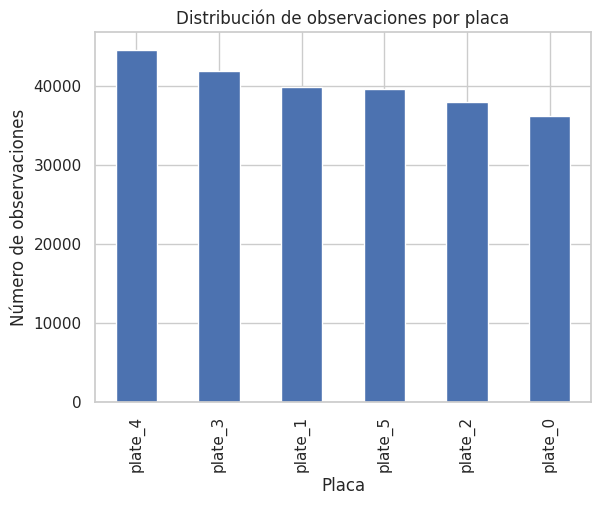 Distribución de observaciones por placa
Número de observaciones
40000
30000
20000
10000
0
plate_4
plate_3
plate_1
plate_5
plate_2
plate_0
Placa